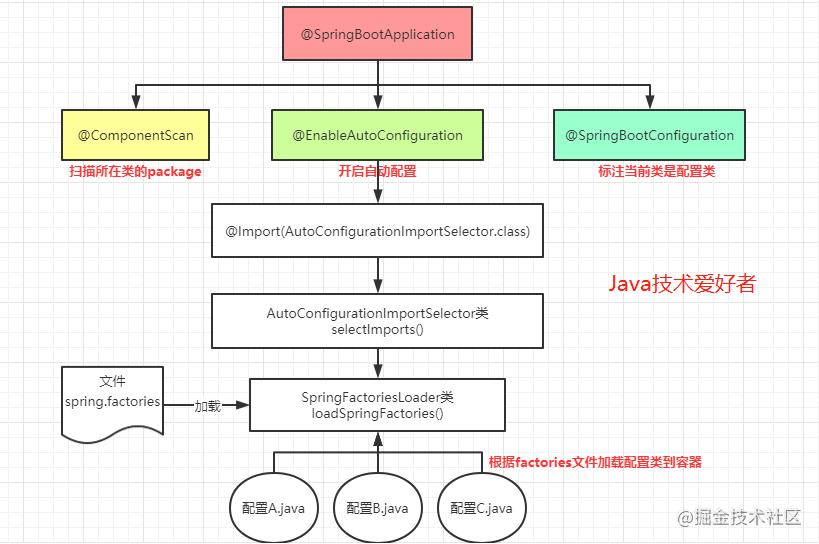 @SpringBootApplication
@ComponentScan
@EnableAutoConfiguration
@SpringBootConfiguration
扫描所在类的package
开启自动配置
标注当前类是配置类
@Import(AutoConfigurationImportSelector.class)
Java技术爱好者
AutoConfigurationImportSelector类
selectImports()
文件
spring.factories
加载
SpringFactoriesLoader类
loadSpringFactories()
根据factories文件加载配置类到容器
配置A.java
配置B.java
配置C.java
@掘金技术社区